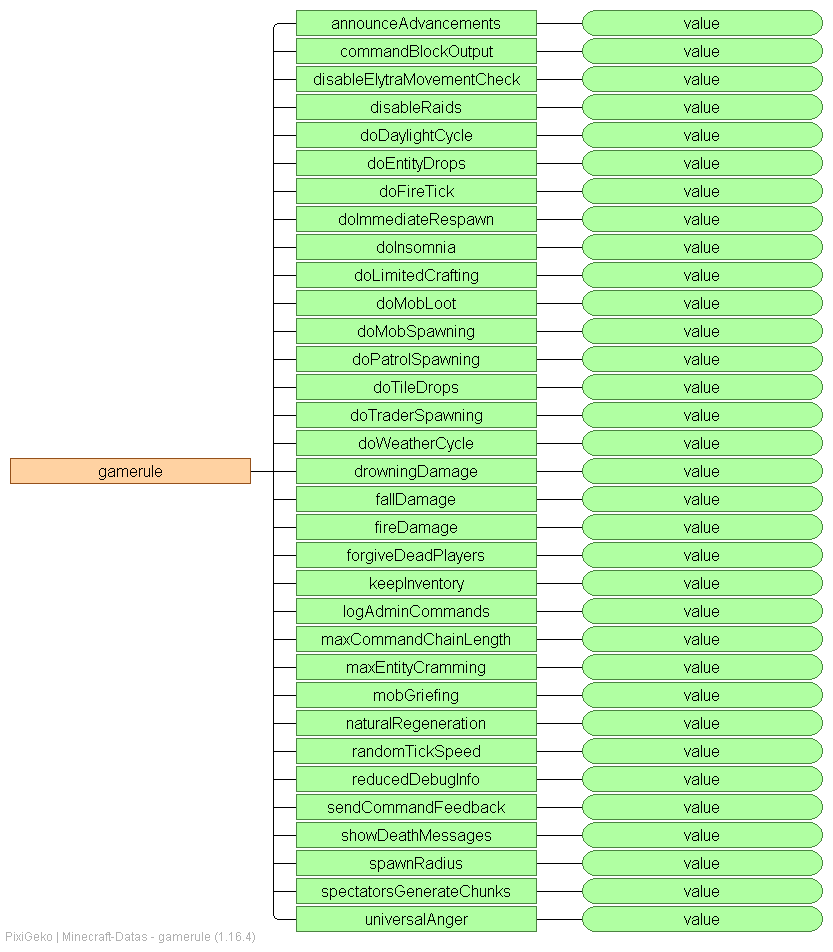 announceAdvancements value
commandBlockOutput value
disableElytraMovementCheck value
disableRaids value
doDaylightCycle value
doEntityDrops value
doFireTick value
doImmediateRespawn value
doInsomnia value
doLimitedCrafting value
doMobLoot value
doMobSpawning value
doPatrolSpawning value
doTileDrops value
doTraderSpawning value
doWeatherCycle value
gamerule drowningDamage value
fallDamage value
fireDamage value
forgiveDeadPlayers value
keepInventory value
logAdminCommands value
maxCommandChainLength value
maxEntityCramming value
mobGriefing value
naturalRegeneration value
randomTickSpeed value
reducedDebugInfo value
sendCommandFeedback value
showDeathMessages value
spawnRadius value
spectatorsGenerateChunks value
universalAnger value
PixiGeko | Minecraft-Datas - gamerule (1.16.4)